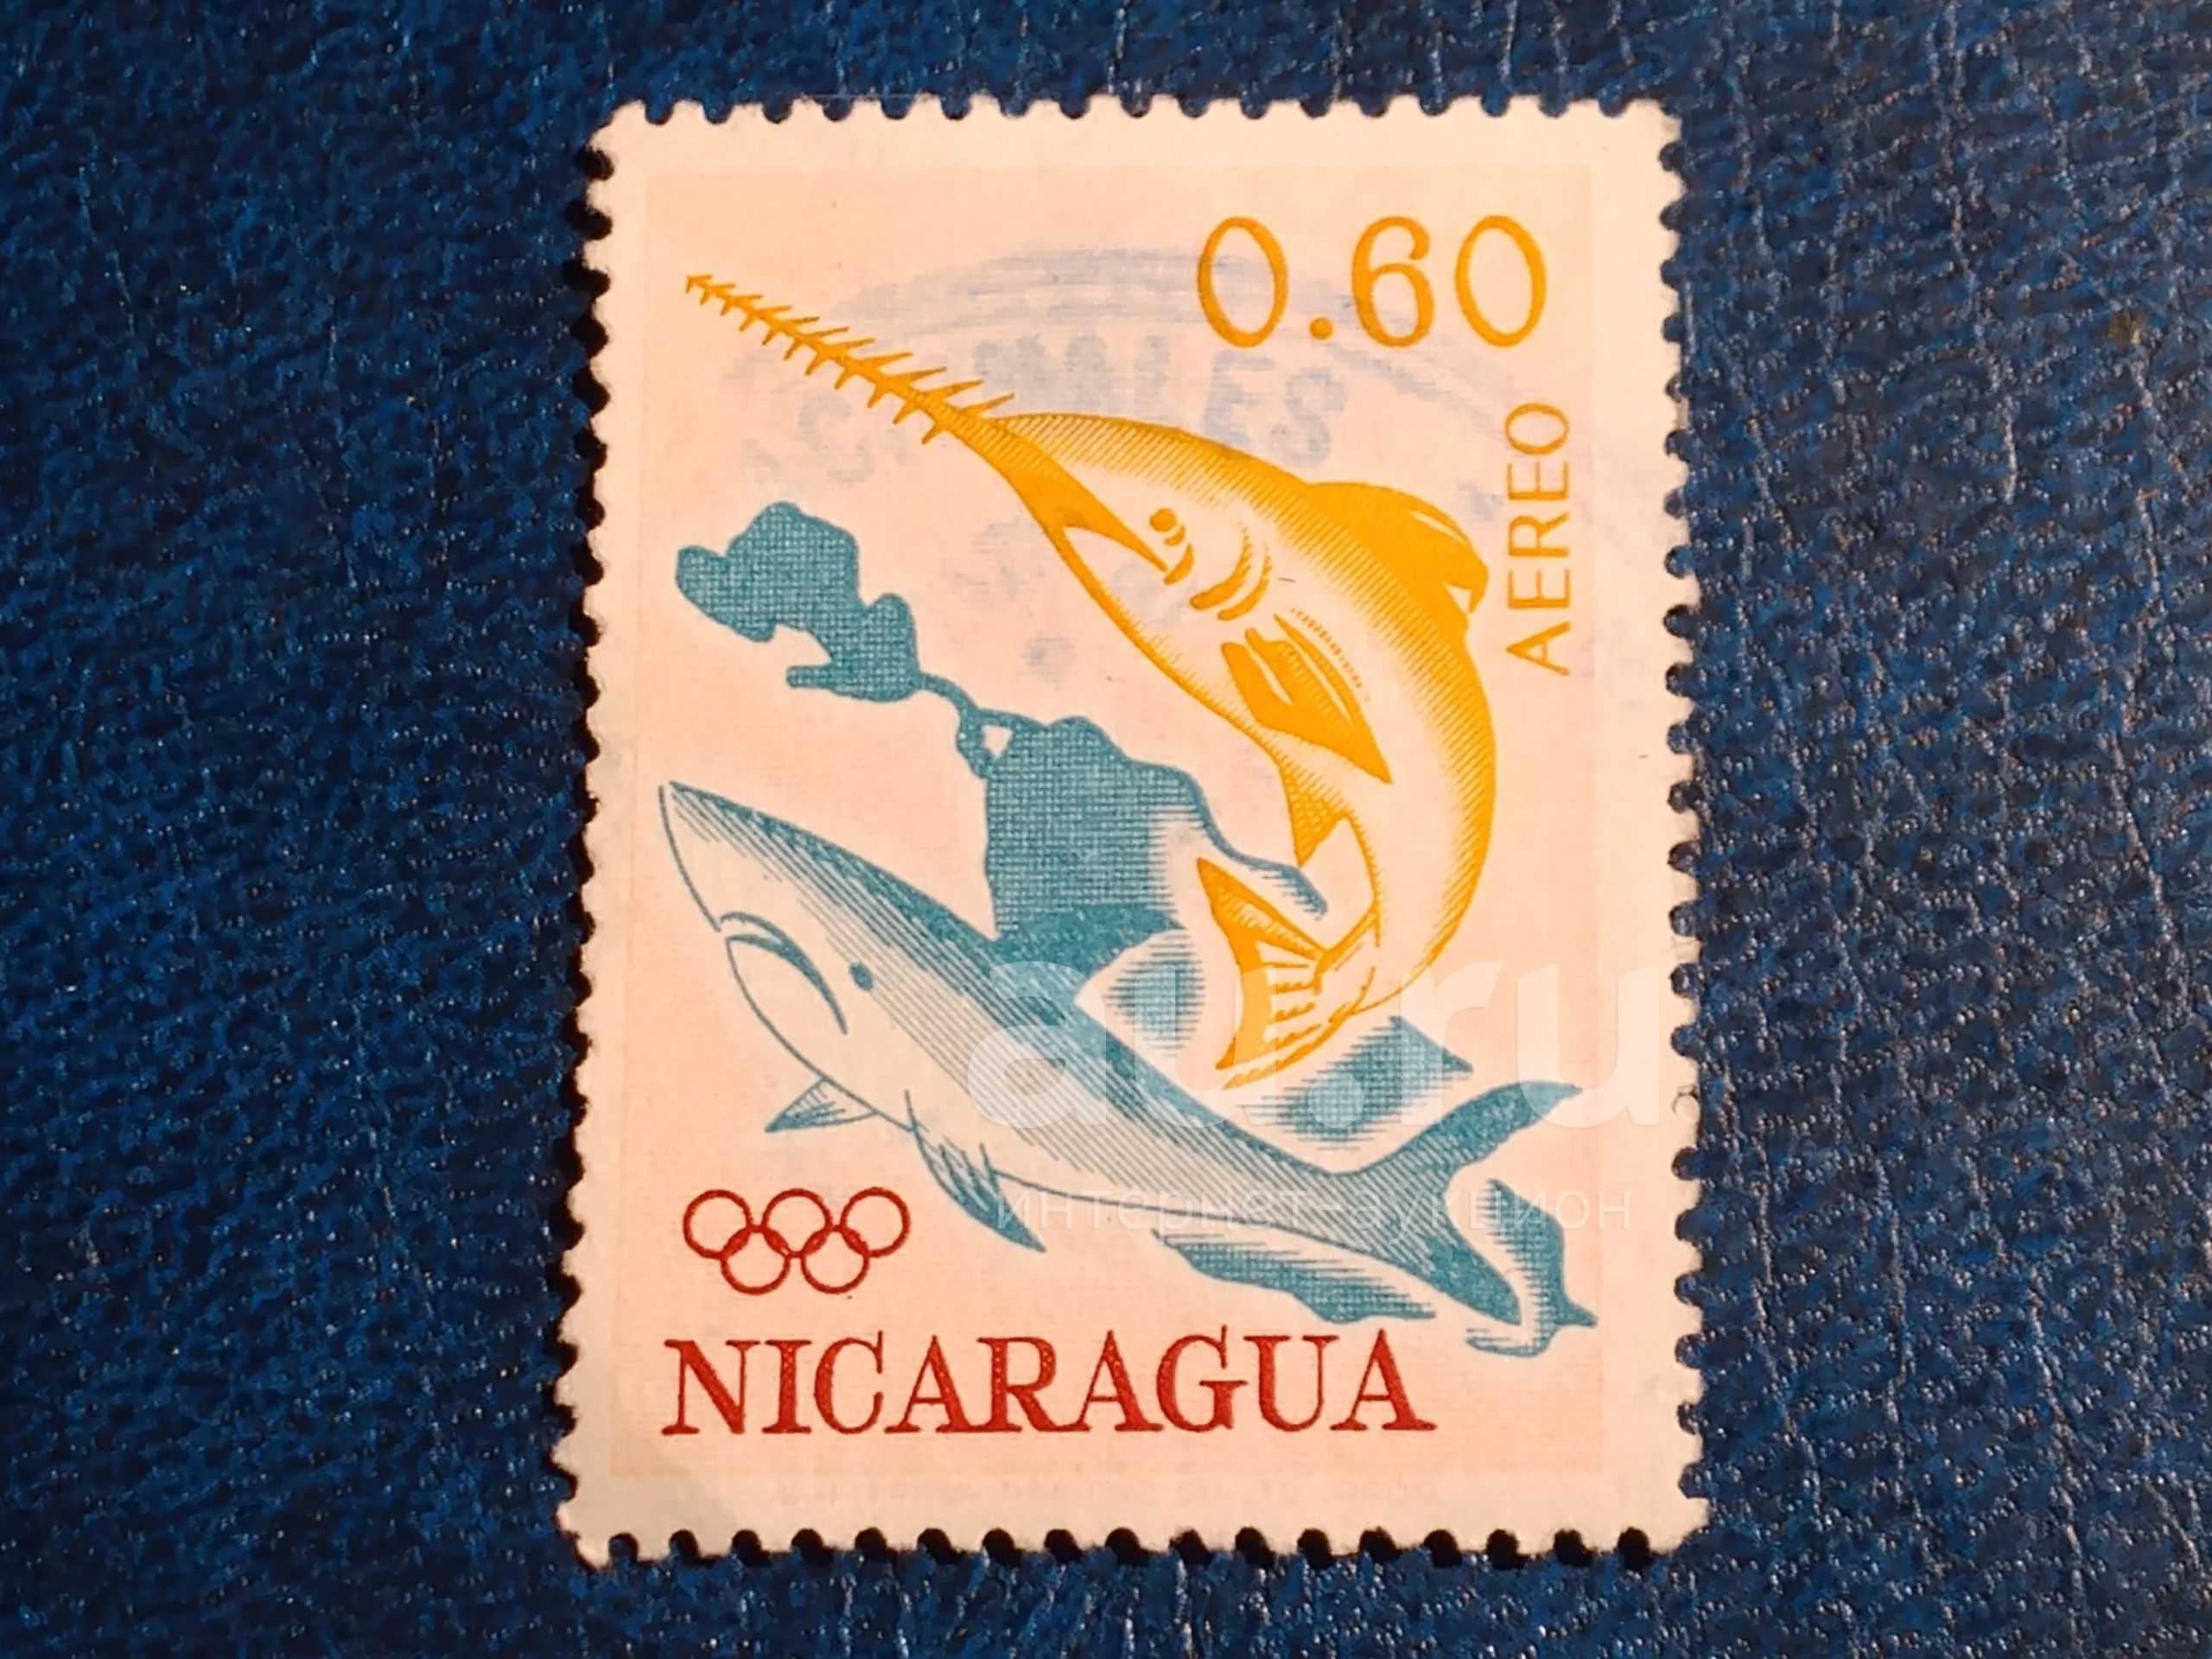 0.60
AEREO
au.ru
интернет-аукцион
NICARAGUA